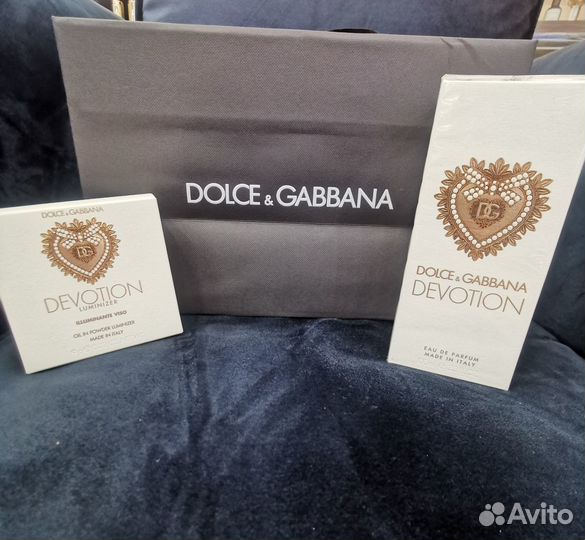 DOLCE & GABBANA
DOLCE & GABBANA
DG
DEVOTION
LUMINIZER
ILLUMINANTE VISO
OIL IN POWDER LUMINIZER
MADE IN ITALY
DG
DOLCE & GABBANA
DEVOTION
EAU DE PARFUM
MADE IN ITALY
Avito